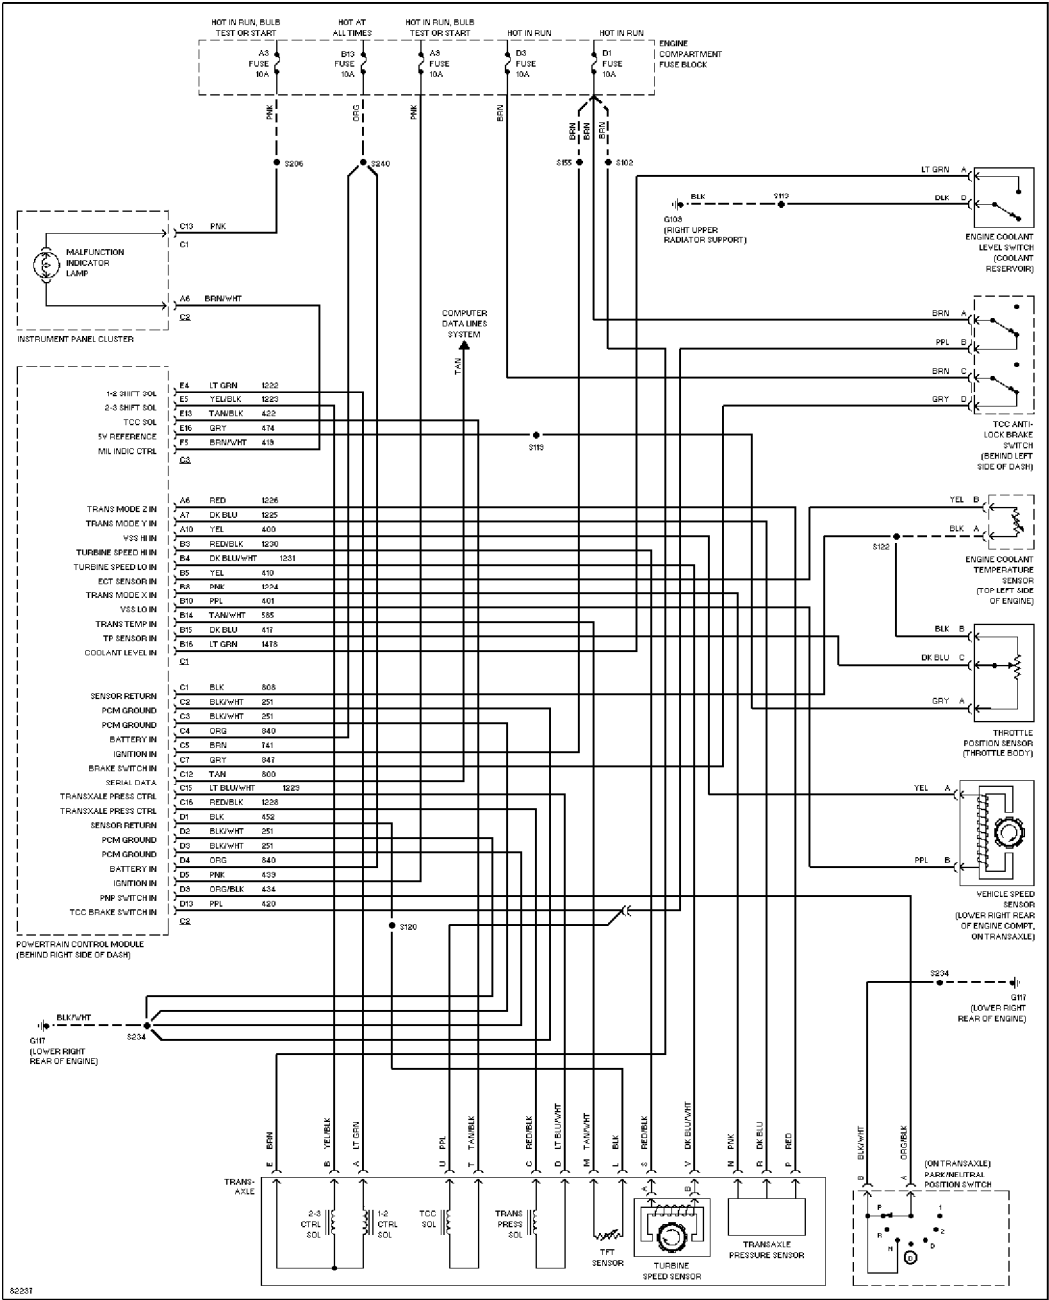 HOT IN RUN, BULB
TEST OR START
HOT AT
ALL TIMES
HOT IN RUN, BULB
TEST OR START
HOT IN RUN
HOT IN RUN
A3
FUSE
10A
B13
FUSE
10A
A9
FUSE
10A
D3
FUSE
10A
D1
FUSE
10A
ENGINE
COMPARTMENT
FUSE BLOCK
PNK
ORG
PNK
BRN
BRN
BRN
BRN
S206
S240
S155
S102
LT GRN A
BLK
S113
DLK D
G103
(RIGHT UPPER
RADIATOR SUPPORT)
ENGINE COOLANT
LEVEL SWITCH
(COOLANT
RESERVOIR)
C13 PNK
C1
MALFUNCTION
INDICATOR
LAMP
A6 BRN/WHT
C2
INSTRUMENT PANEL CLUSTER
COMPUTER
DATA LINES
SYSTEM
TAN
BRN A
PPL B
BRN C
GRY D
TCC ANTI-
LOCK BRAKE
SWITCH
(BEHIND LEFT
SIDE OF DASH)
1-2 SHIFT SOL E4 LT GRN 1222
2-3 SHIFT SOL E5 YEL/BLK 1223
TCC SOL E13 TAN/BLK 422
5V REFERENCE E16 GRY 474
MIL INDIC CTRL F5 BRN/WHT 419
C3
S113
TRANS MODE Z IN A6 RED 1226
TRANS MODE Y IN A7 DK BLU 1225
VSS HI IN A10 YEL 400
TURBINE SPEED HI IN B3 RED/BLK 1230
TURBINE SPEED LO IN B4 DK BLU/WHT 1231
ECT SENSOR IN B5 YEL 410
TRANS MODE X IN B8 PNK 1224
VSS LO IN B10 PPL 401
TRANS TEMP IN B14 TAN/WHT 585
TP SENSOR IN B15 DK BLU 417
COOLANT LEVEL IN B16 LT GRN 1478
C1
YEL B
BLK A
S122
ENGINE COOLANT
TEMPERATURE
SENSOR
(TOP LEFT SIDE
OF ENGINE)
BLK B
DK BLU C
GRY A
THROTTLE
POSITION SENSOR
(THROTTLE BODY)
SENSOR RETURN C1 BLK 808
PCM GROUND C2 BLK/WHT 251
PCM GROUND C3 BLK/WHT 251
BATTERY IN C4 ORG 840
IGNITION IN C5 BRN 741
BRAKE SWITCH IN C7 GRY 847
SERIAL DATA C12 TAN 800
TRANSXALE PRESS CTRL C15 LT BLU/WHT 1229
TRANSXALE PRESS CTRL C16 RED/BLK 1228
SENSOR RETURN D1 BLK 452
PCM GROUND D2 BLK/WHT 251
PCM GROUND D3 BLK/WHT 251
BATTERY IN D4 ORG 840
IGNITION IN D5 PNK 439
PNP SWITCH IN D9 ORG/BLK 434
TCC BRAKE SWITCH IN D13 PPL 420
C2
POWERTRAIN CONTROL MODULE
(BEHIND RIGHT SIDE OF DASH)
S120
YEL A
PPL B
VEHICLE SPEED
SENSOR
(LOWER RIGHT REAR
OF ENGINE COMPT,
ON TRANSAXLE)
S234
G117
(LOWER RIGHT
REAR OF ENGINE)
BLK/WHT
S234
G117
(LOWER RIGHT
REAR OF ENGINE)
E BRN
B YEL/BLK
A LT GRN
U PPL
T TAN/BLK
C RED/BLK
D LT BLU/WHT
M TAN/WHT
L BLK
S RED/BLK
V DK BLU/WHT
N PNK
R DK BLU
P RED
B BLK/WHT
A ORG/BLK
TRANS-
AXLE
2-3
CTRL
SOL
1-2
CTRL
SOL
TCC
SOL
TRANS
PRESS
SOL
TFT
SENSOR
A
B
TURBINE
SPEED SENSOR
TRANSAXLE
PRESSURE SENSOR
(ON TRANSAXLE)
PARK/NEUTRAL
POSITION SWITCH
P
R
N
D
D
2
1
82237